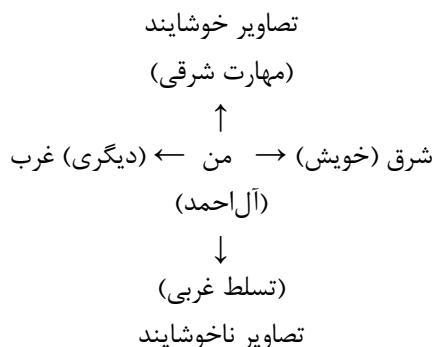 تصاویر خوشایند
(مهارت شرقی)
↑
شرق (خویش) → من ← (دیگری) غرب
(آل‌احمد)
↓
(تسلط غربی)
تصاویر ناخوشایند